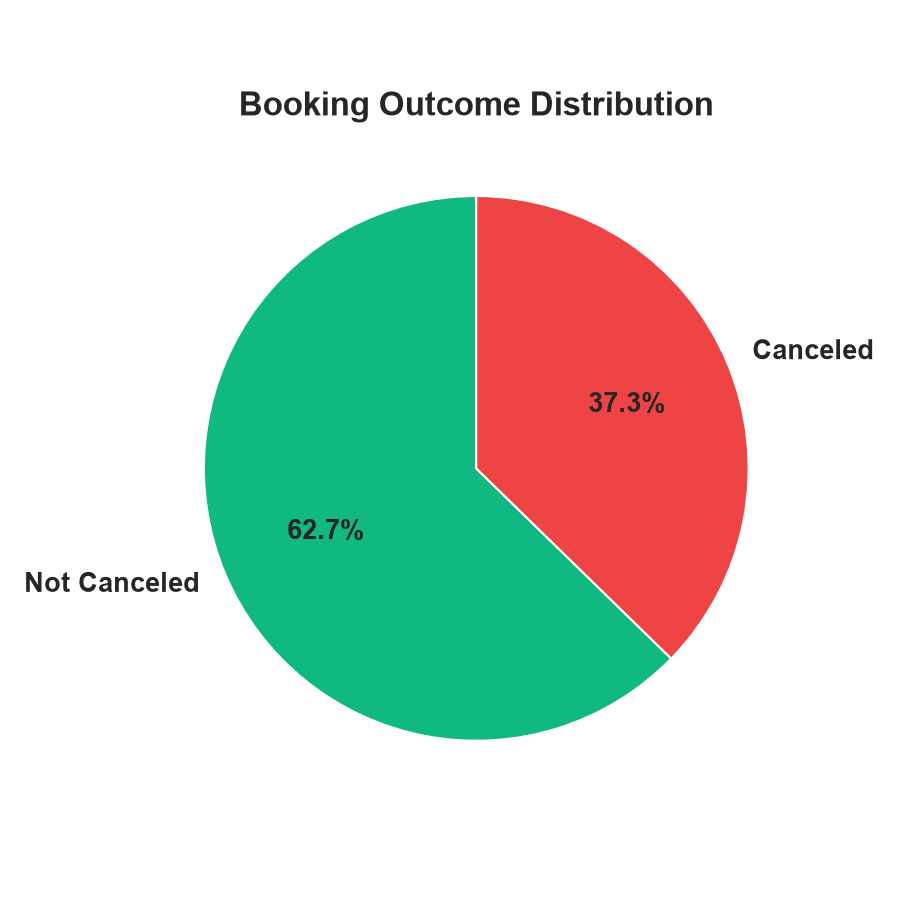 Booking Outcome Distribution
Canceled
37.3%
62.7%
Not Canceled